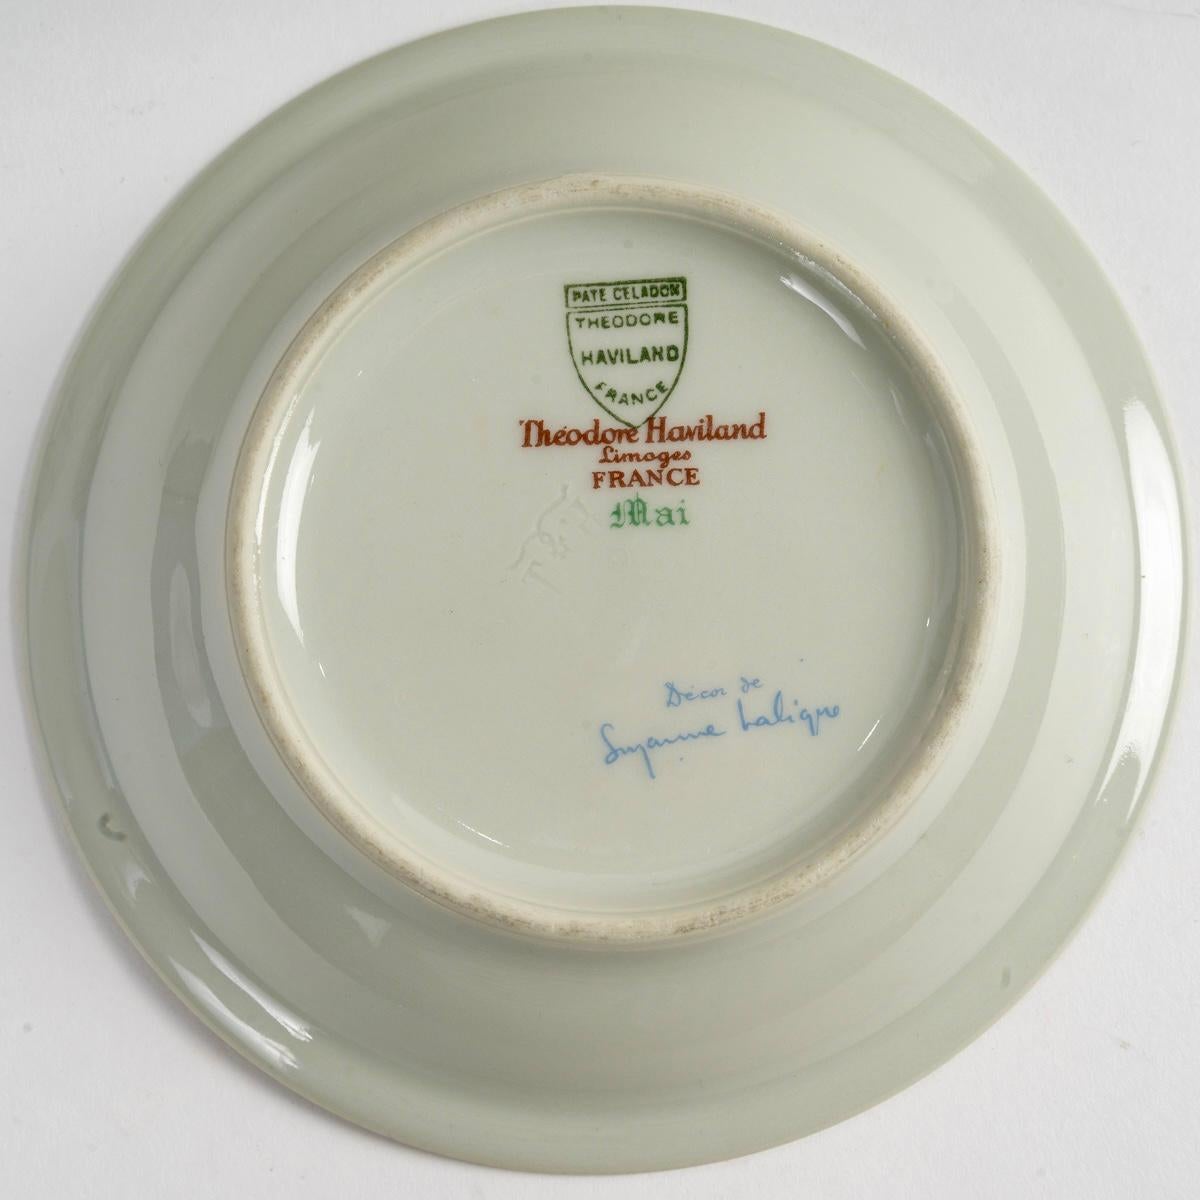 PATE CELADON
THEODORE
HAVILAND
FRANCE
Théodore Haviland
Limoges
FRANCE
Mai
Décor de
Suzanne Lalique